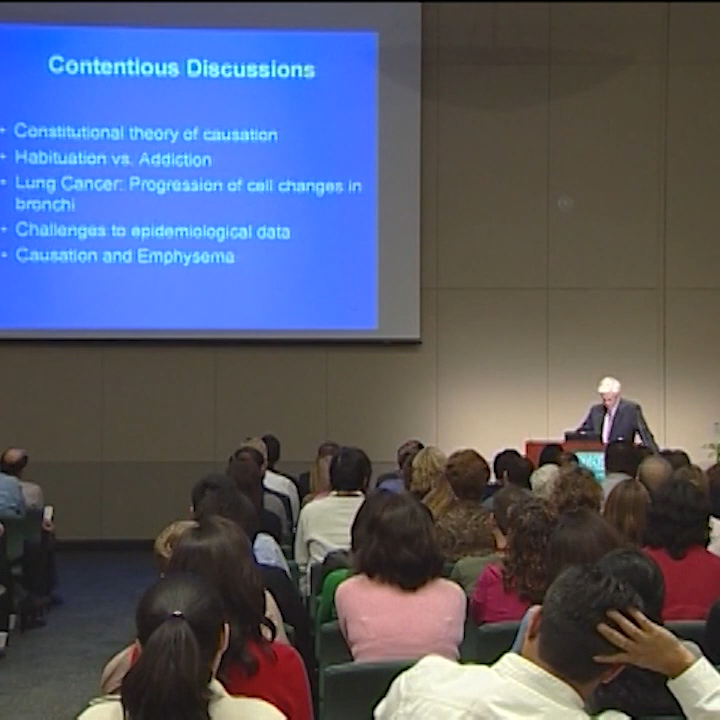 Contentious Discussions
- Constitutional theory of causation
- Habituation vs. Addiction
- Lung Cancer: Progression of cell changes in
bronchi
- Challenges to epidemiological data
- Causation and Emphysema